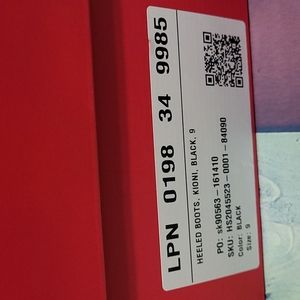 LPN 0198 34 9985
HEELED BOOTS, KIONI, BLACK, 9
PO: sk90563-161410
SKU: HS2045523-0001-84090
Color: BLACK
Size: 9